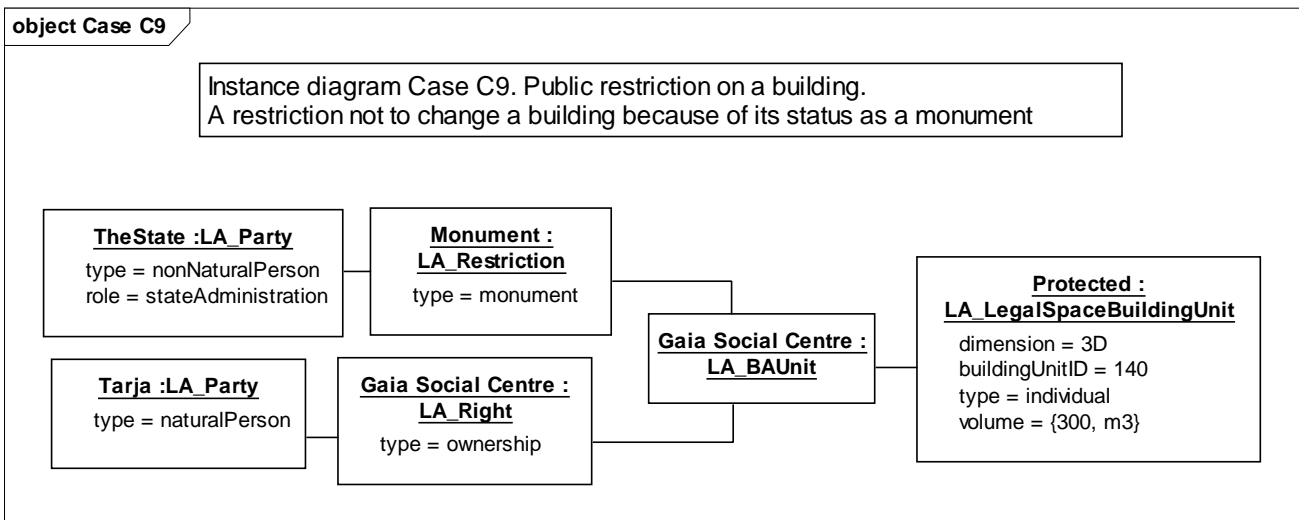 object Case C9
Instance diagram Case C9. Public restriction on a building.
A restriction not to change a building because of its status as a monument
TheState :LA_Party
type = nonNaturalPerson
role = stateAdministration
Monument :
LA_Restriction
type = monument
Tarja :LA_Party
type = naturalPerson
Gaia Social Centre :
LA_Right
type = ownership
Gaia Social Centre :
LA_BAUnit
Protected :
LA_LegalSpaceBuildingUnit
dimension = 3D
buildingUnitID = 140
type = individual
volume = {300, m3}